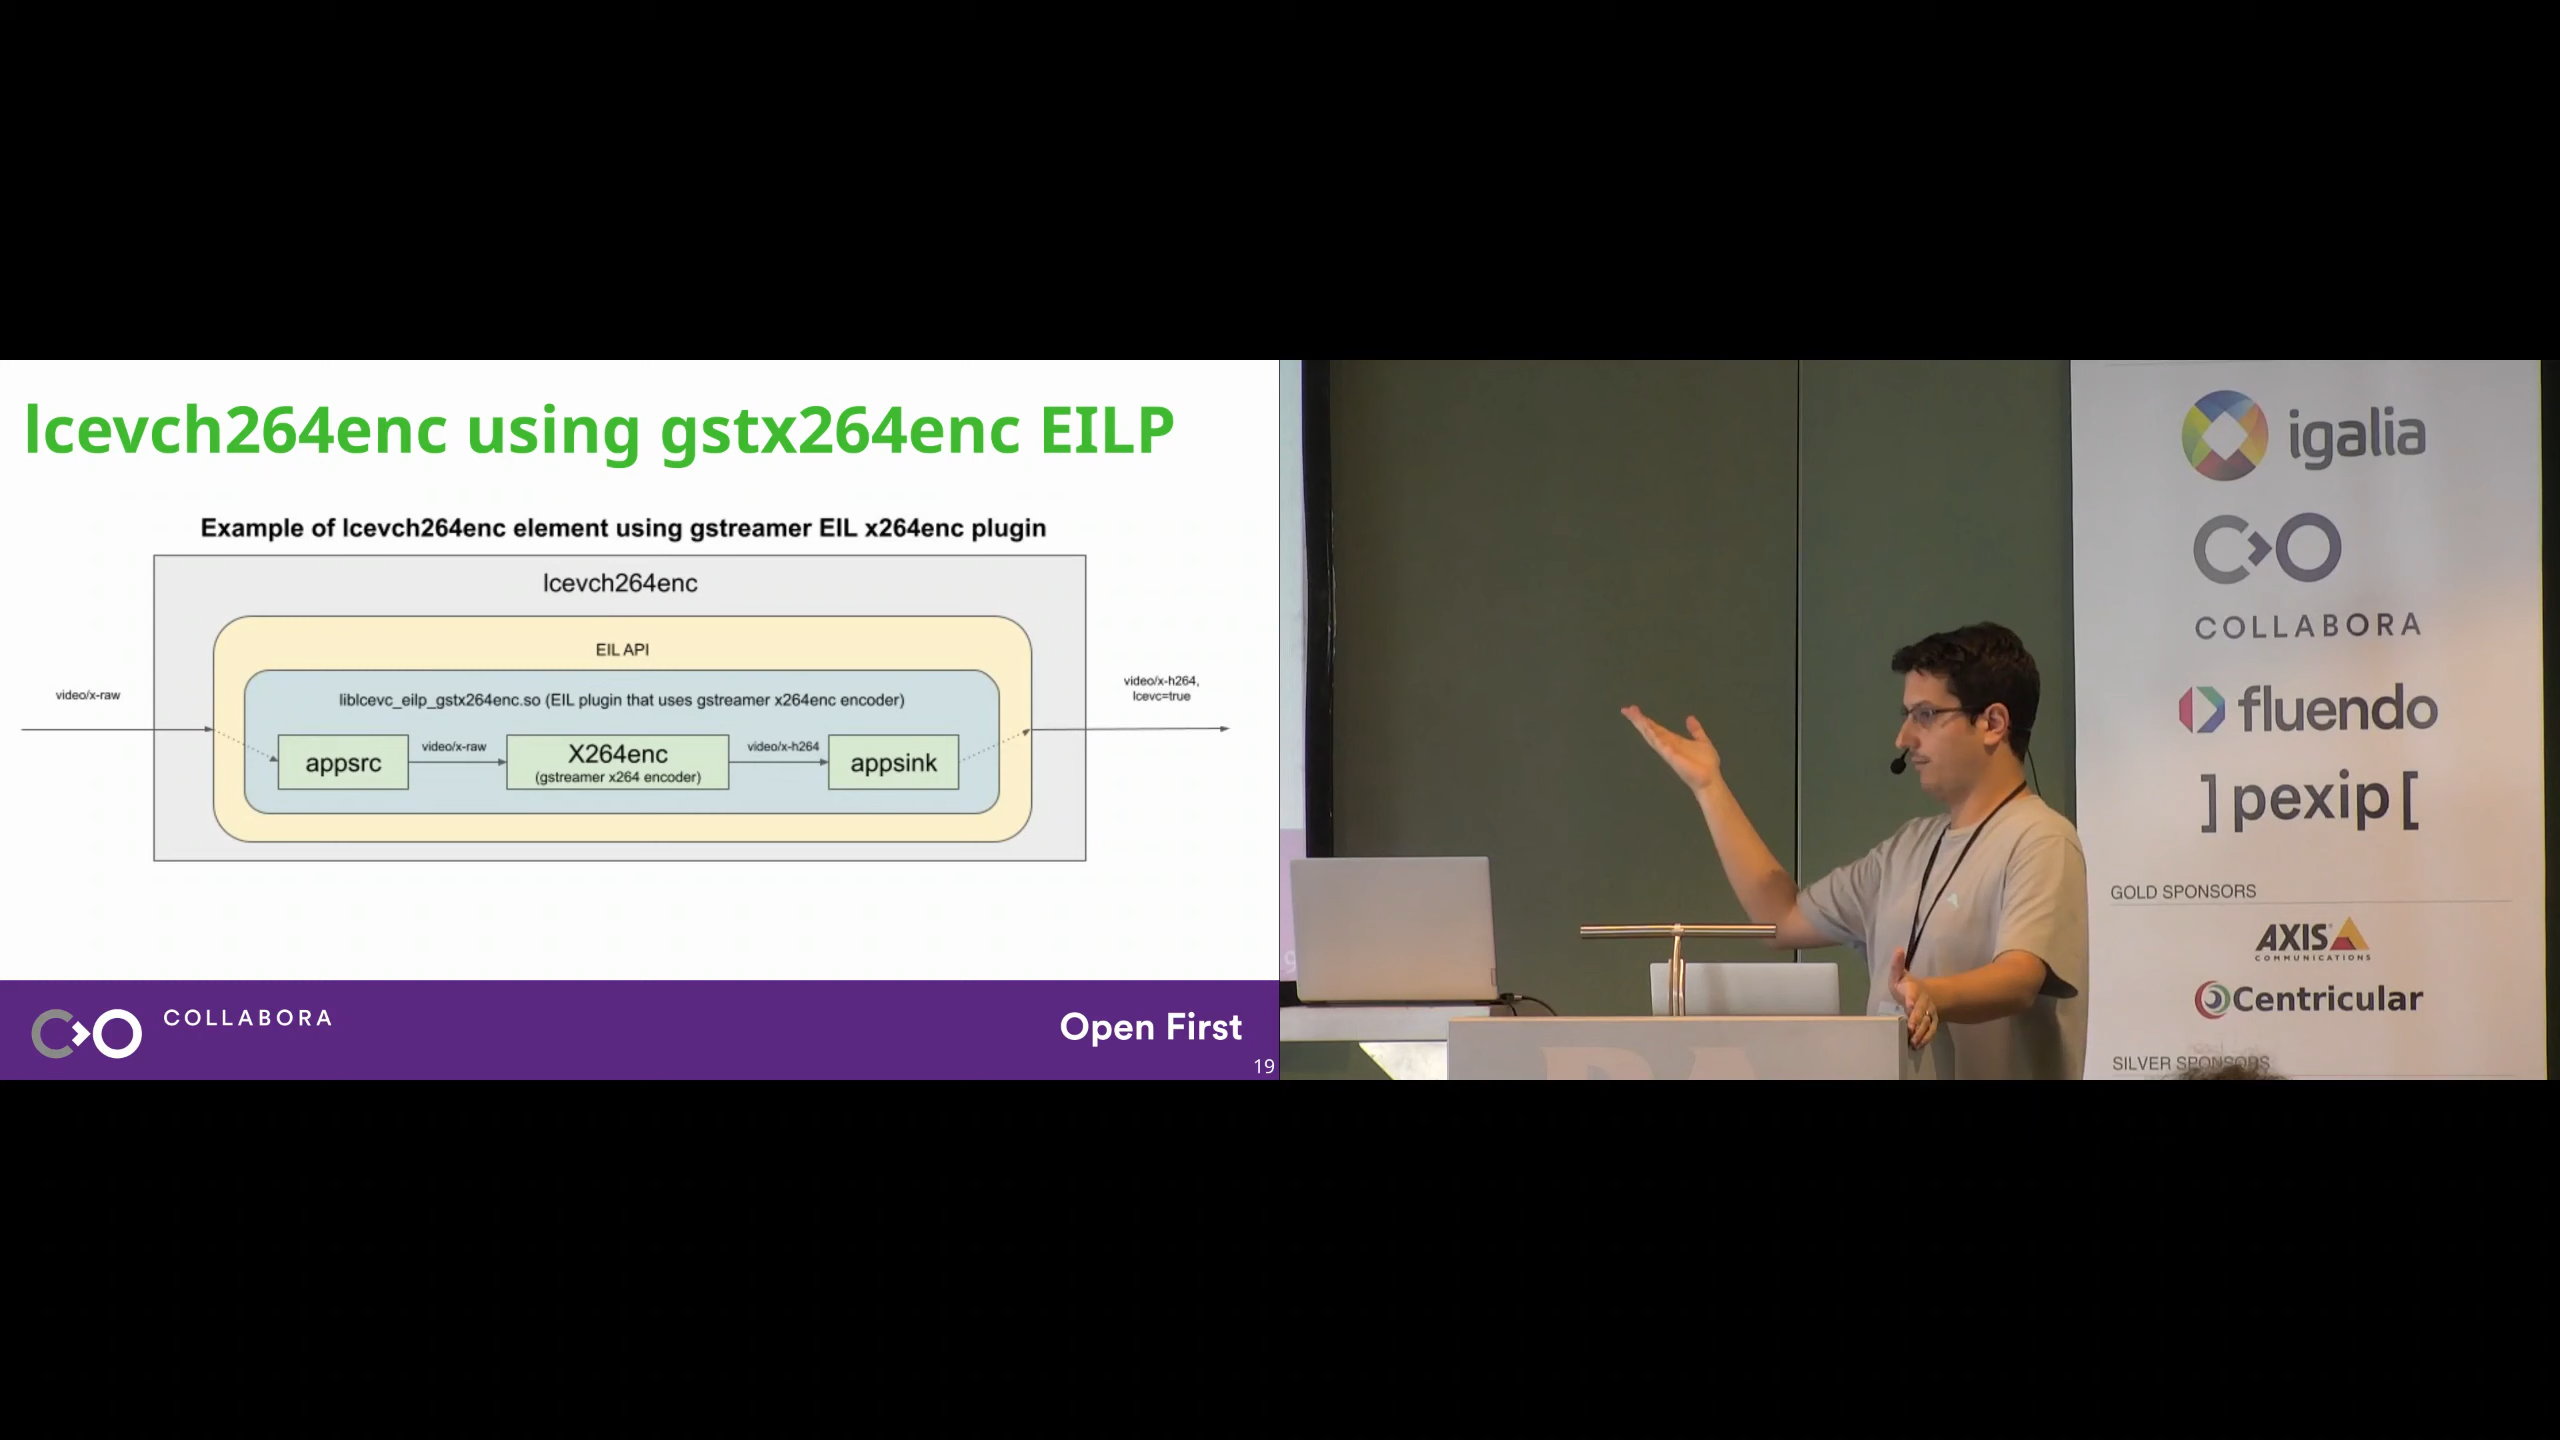 lcevch264enc using gstx264enc EILP
Example of lcevch264enc element using gstreamer EIL x264enc plugin
lcevch264enc
EIL API
liblcevc_eilp_gstx264enc.so (EIL plugin that uses gstreamer x264enc encoder)
video/x-raw
appsrc
video/x-raw
X264enc
(gstreamer x264 encoder)
video/x-h264
appsink
video/x-h264,
lcevc=true
COLLABORA
Open First
19
igalia
COLLABORA
fluendo
]pexip[
GOLD SPONSORS
AXIS
COMMUNICATIONS
Centricular
SILVER SPONSORS